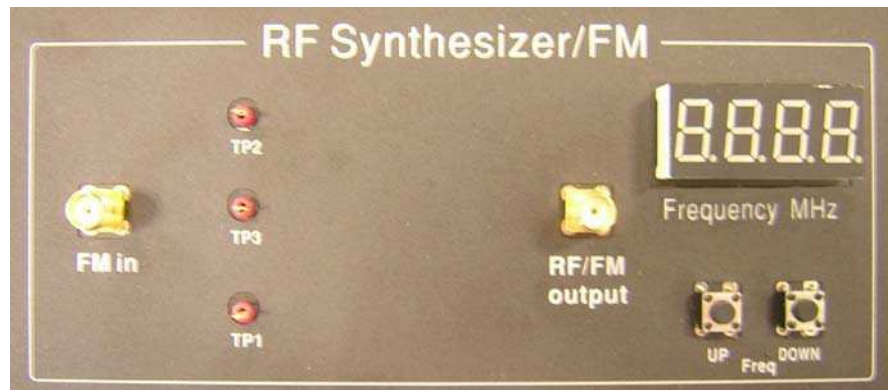 RF Synthesizer/FM
TP2
FM in
TP3
TP1
RF/FM
output
8.8.8.8
Frequency MHz
UP
DOWN
Freq